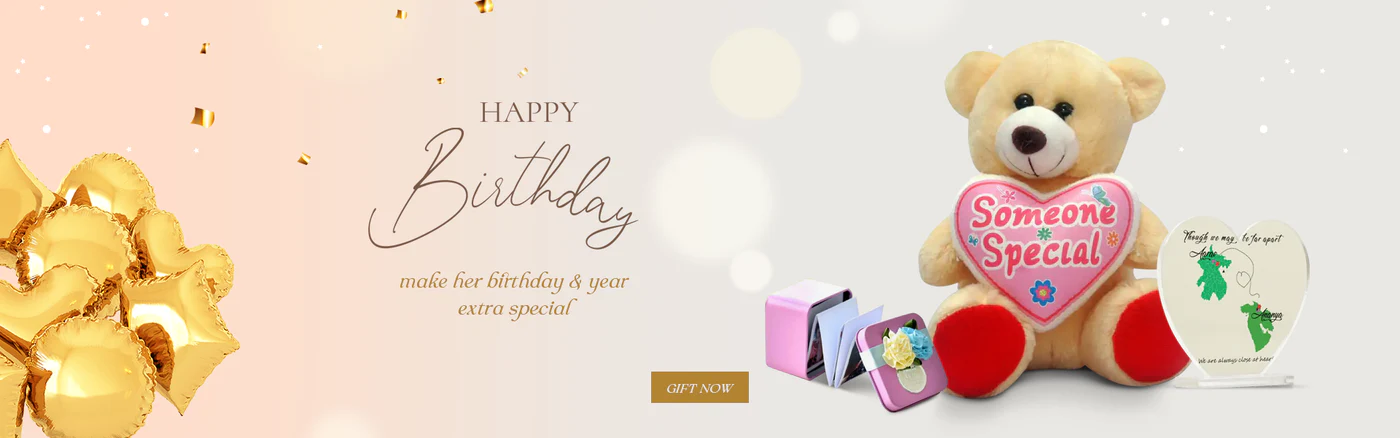 HAPPY
Birthday
make her birthday & year
extra special
GIFT NOW
Someone
Special
Though we may be far apart
Ananya
We are always close at heart